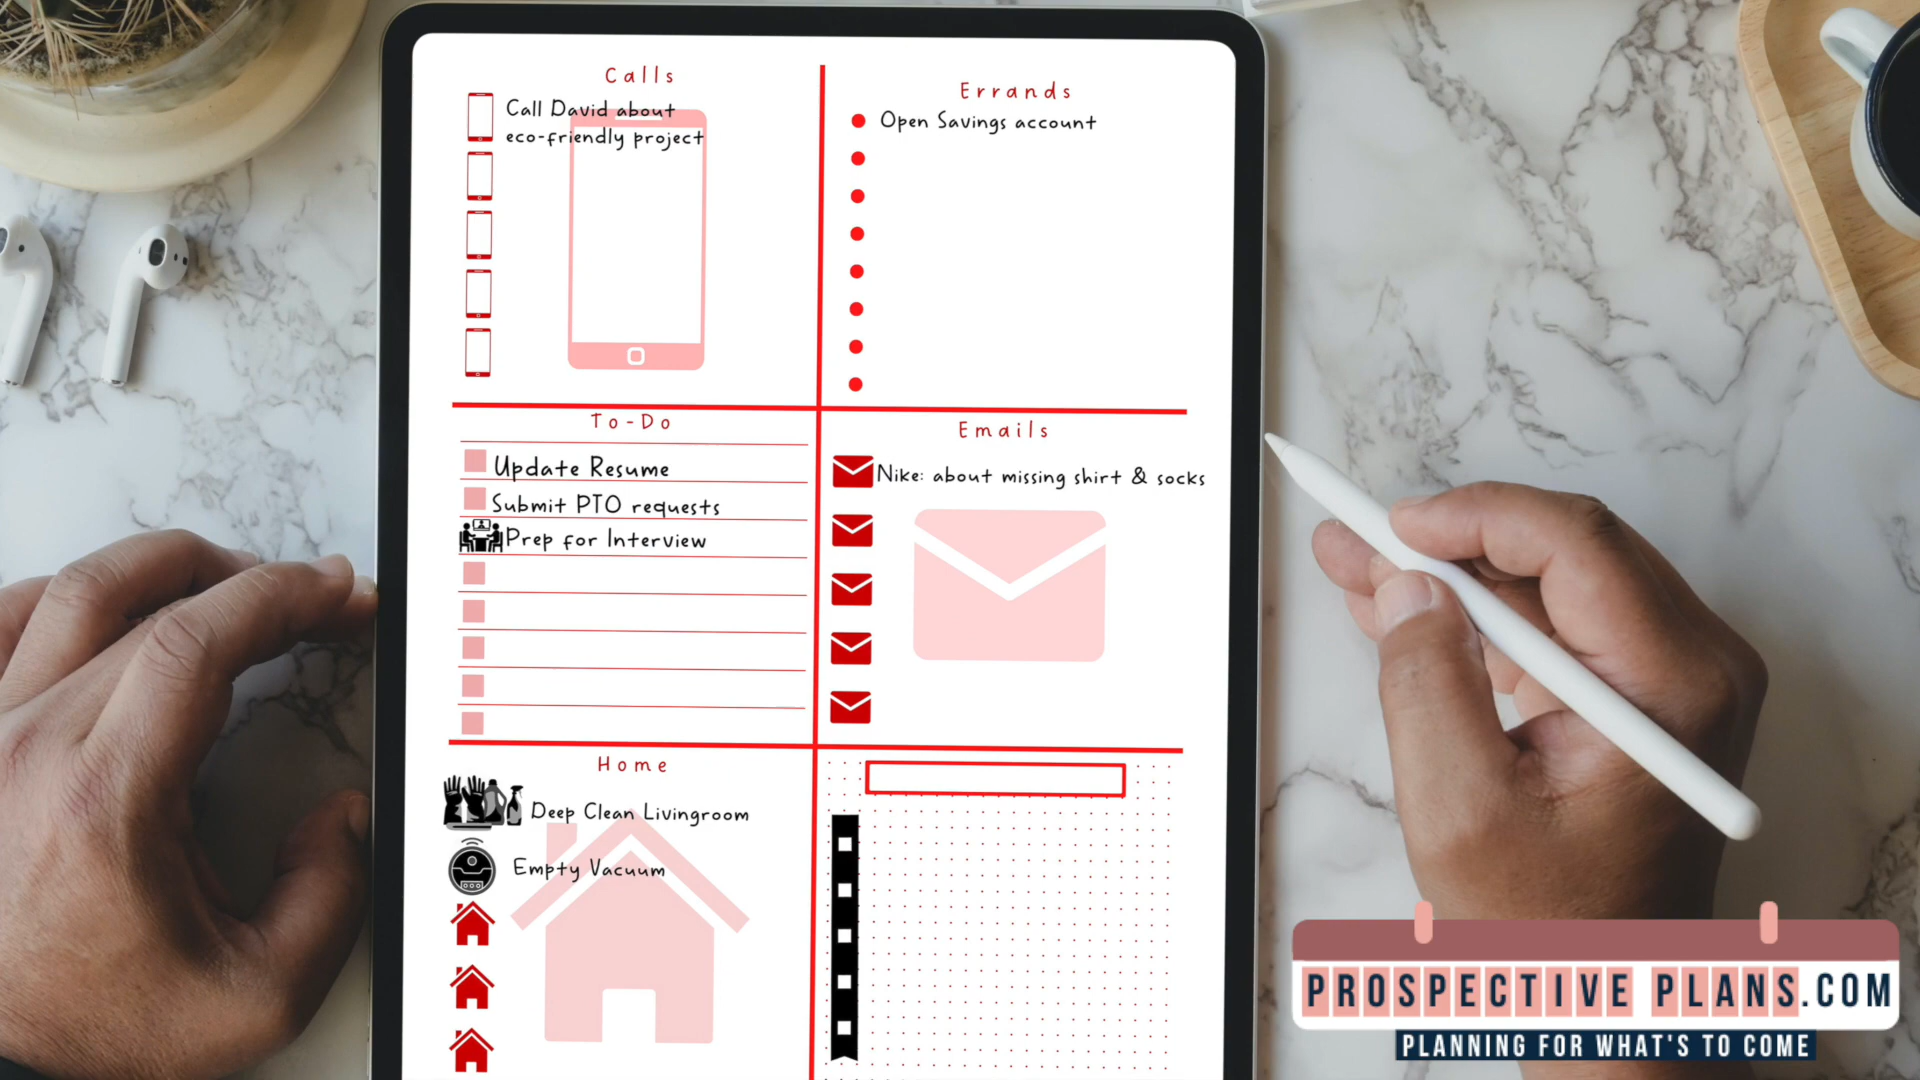 Calls
Call David about
eco-friendly project
Errands
Open Savings account
To-Do
Update Resume
Submit PTO requests
Prep for Interview
Emails
Nike: about missing shirt & socks
Home
Deep Clean Livingroom
Empty Vacuum
PROSPECTIVE PLANS.COM
PLANNING FOR WHAT'S TO COME